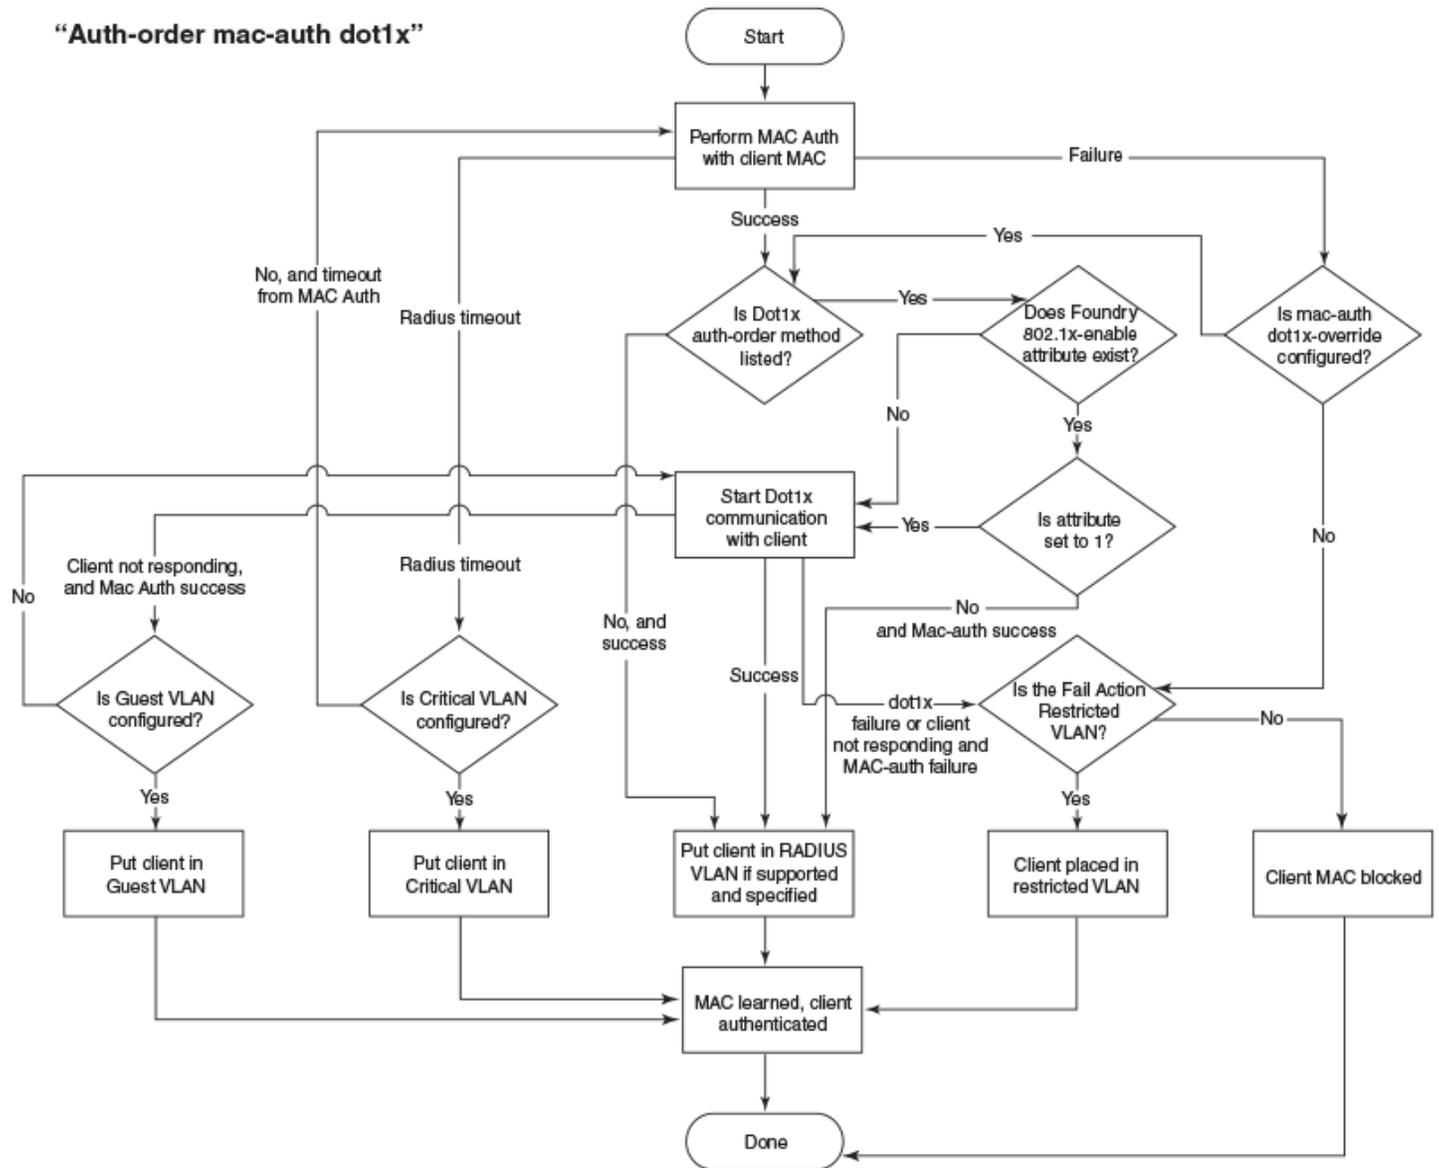 “Auth-order mac-auth dot1x”
Start
Perform MAC Auth
with client MAC
Failure
Success
Yes
No, and timeout
from MAC Auth
Radius timeout
Is Dot1x
auth-order method
listed?
Yes
Does Foundry
802.1x-enable
attribute exist?
Is mac-auth
dot1x-override
configured?
No
Yes
Start Dot1x
communication
with client
Yes
Is attribute
set to 1?
No
Client not responding,
and Mac Auth success
Radius timeout
No
No, and
success
No
and Mac-auth success
Success
Is Guest VLAN
configured?
Is Critical VLAN
configured?
dot1x
failure or client
not responding and
MAC-auth failure
Is the Fail Action
Restricted
VLAN?
No
Yes
Yes
Yes
Put client in
Guest VLAN
Put client in
Critical VLAN
Put client in RADIUS
VLAN if supported
and specified
Client placed in
restricted VLAN
Client MAC blocked
MAC learned, client
authenticated
Done